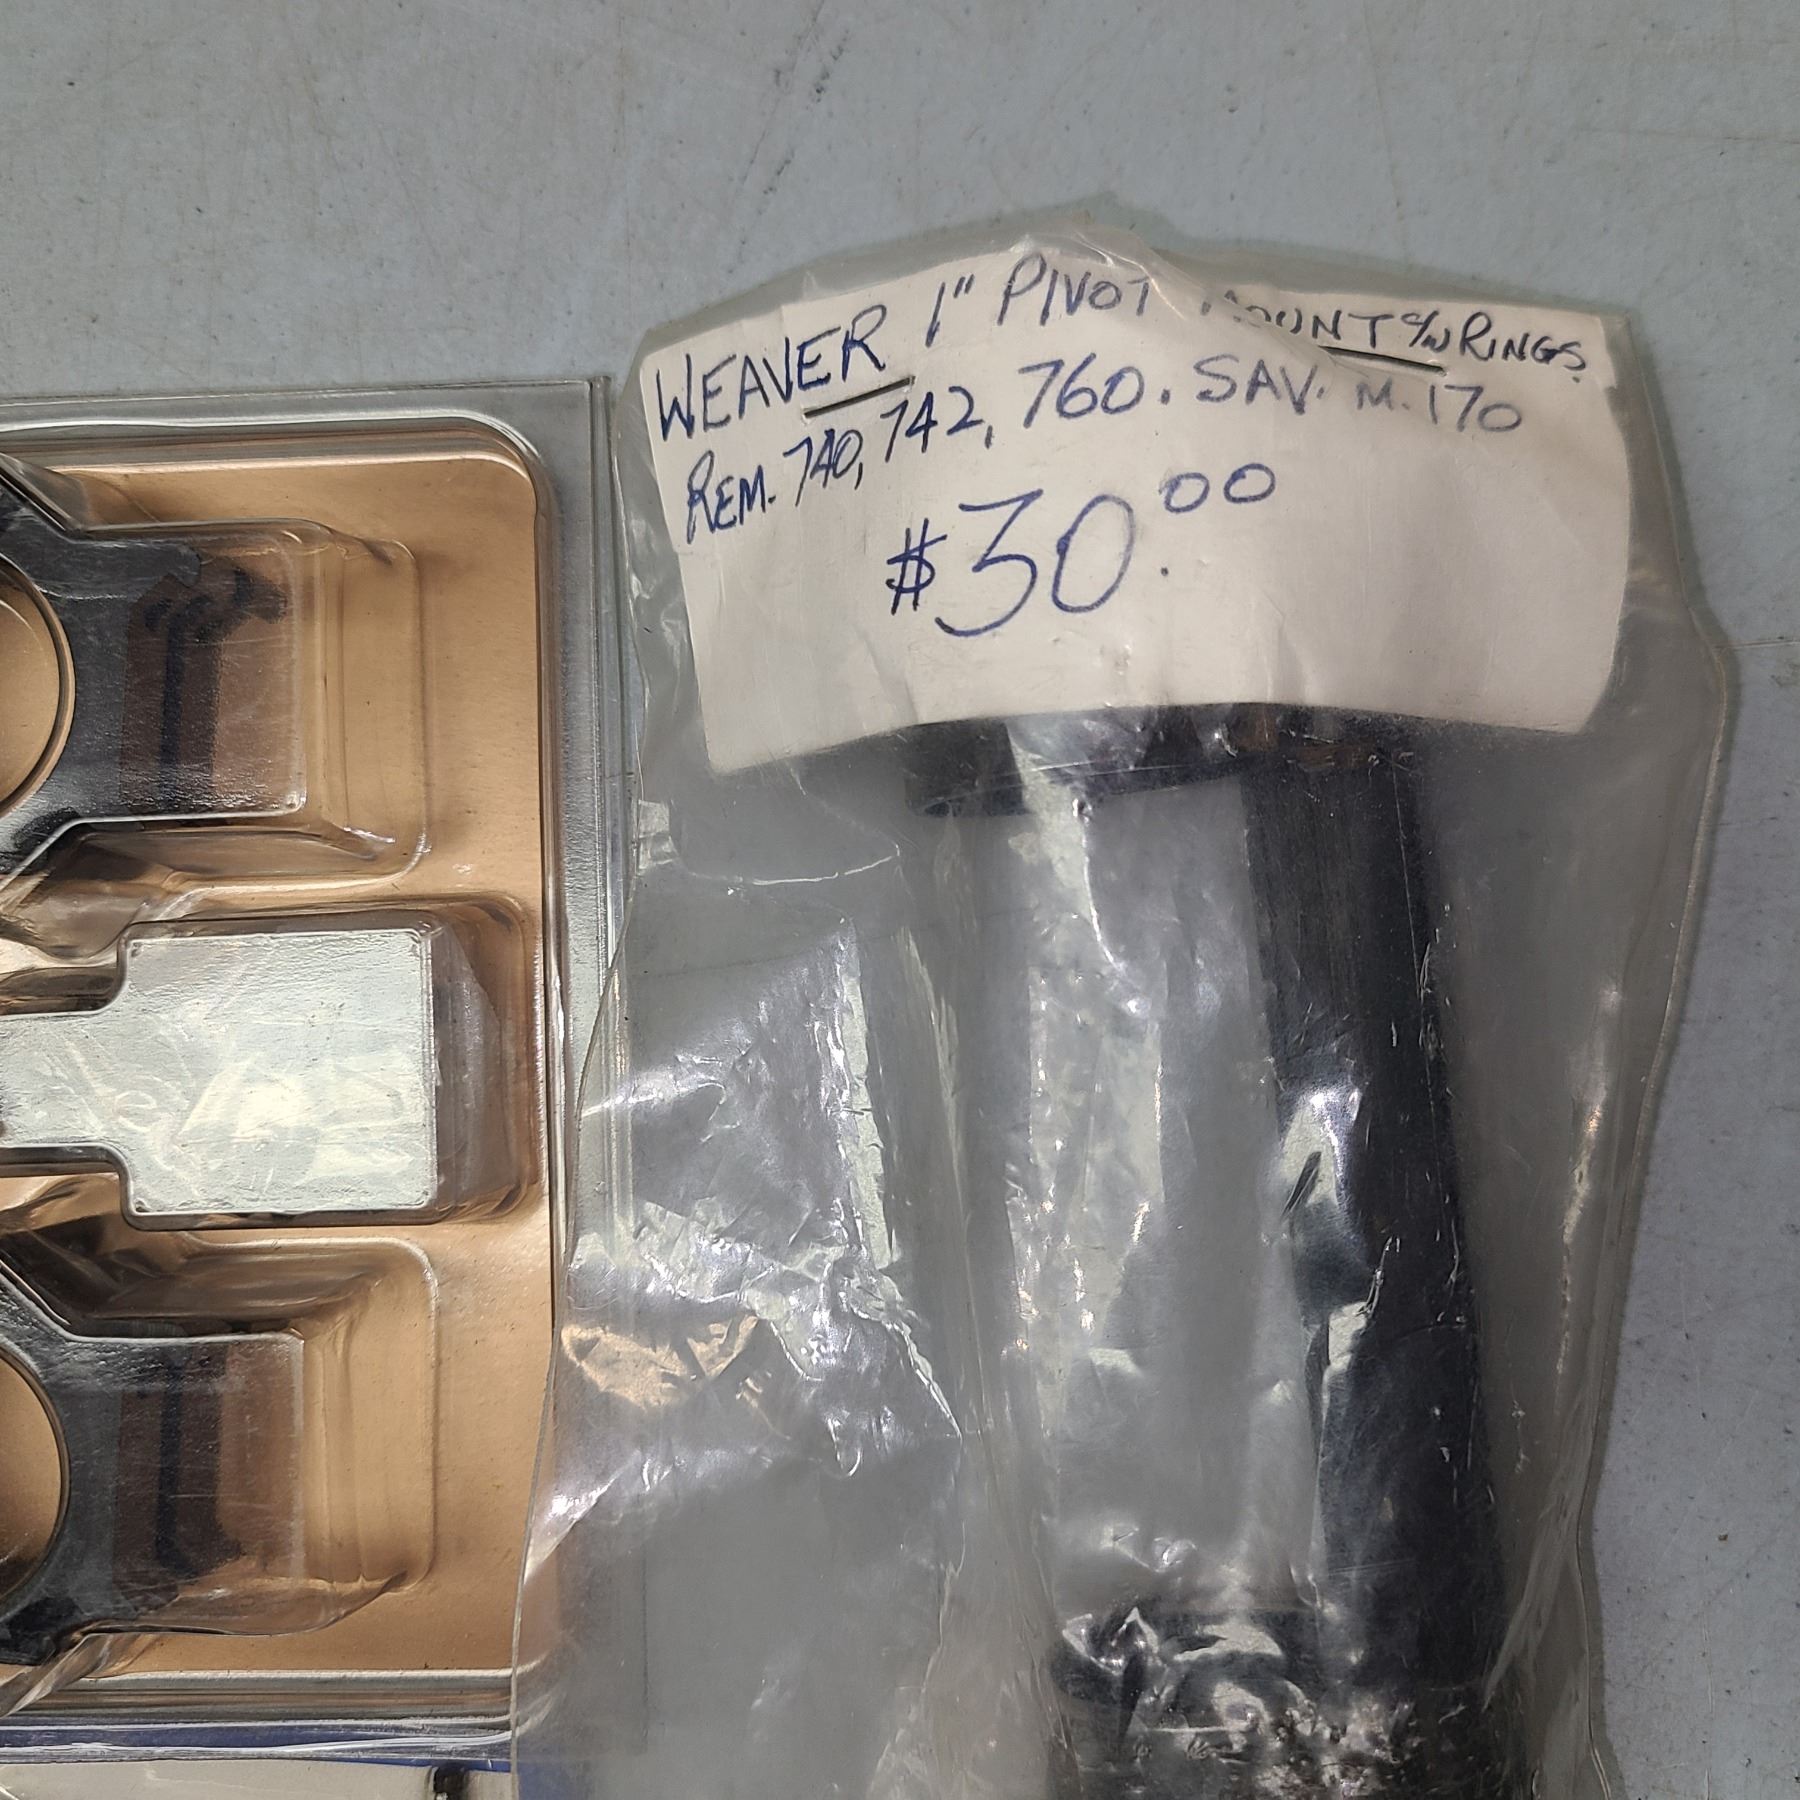 WEAVER 1" PIVOT MOUNT C/W RINGS.
REM. 740, 742, 760. SAV. M. 170
$30.00